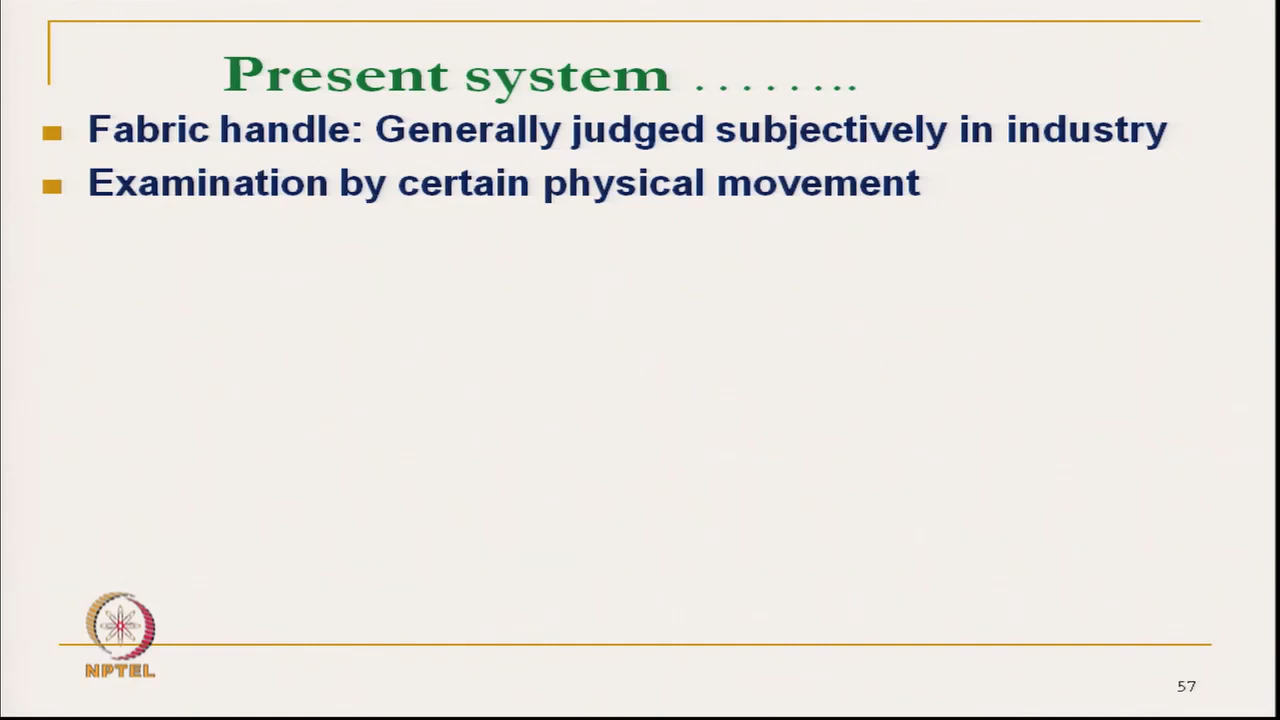 Present system ........
Fabric handle: Generally judged subjectively in industry
Examination by certain physical movement
NPTEL
57